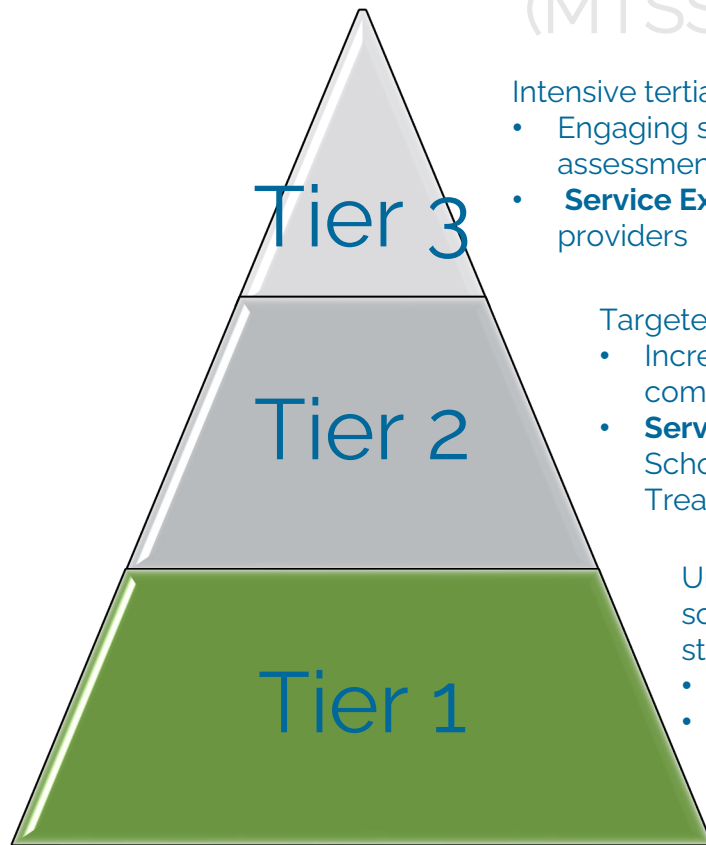 (MTSS
Intensive tertia
• Engaging s
assessmen
• Service Ex
providers
Tier 3
Targete
• Incre
com
• Serv
Scho
Trea
Tier 2
U
sc
st
•
•
Tier 1